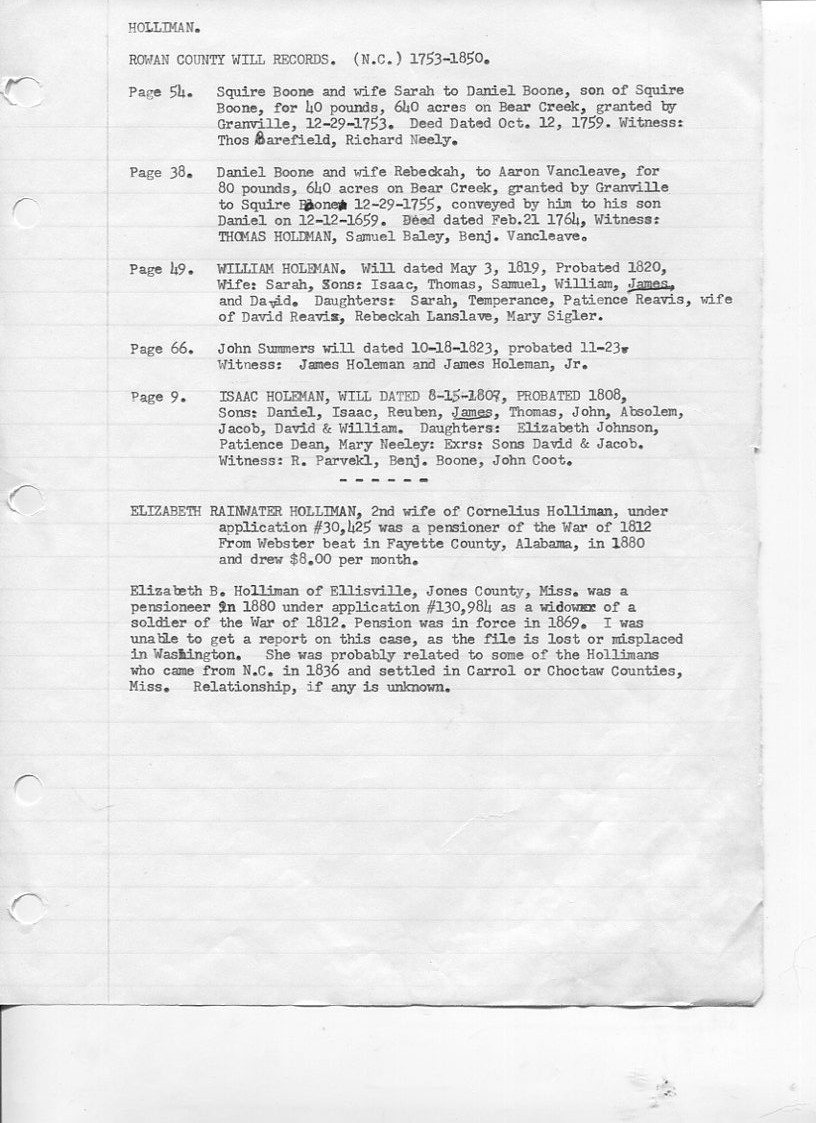 HOLLIMAN.
ROWAN COUNTY WILL RECORDS. (N.C.) 1753-1850.
Page 54. Squire Boone and wife Sarah to Daniel Boone, son of Squire
Boone, for 40 pounds, 640 acres on Bear Creek, granted by
Granville, 12-29-1753. Deed Dated Oct. 12, 1759. Witness:
Thos Barefield, Richard Neely.
Page 38. Daniel Boone and wife Rebeckah, to Aaron Vancleave, for
80 pounds, 640 acres on Bear Creek, granted by Granville
to Squire Boone 12-29-1755, conveyed by him to his son
Daniel on 12-12-1659. Deed dated Feb.21 1764, Witness:
THOMAS HOLDMAN, Samuel Baley, Benj. Vancleave.
Page 49. WILLIAM HOLEMAN. Will dated May 3, 1819, Probated 1820,
Wife: Sarah, Sons: Isaac, Thomas, Samuel, William, James,
and David. Daughters: Sarah, Temperance, Patience Reavis, wife
of David Reavis, Rebeckah Lanslave, Mary Sigler.
Page 66. John Summers will dated 10-18-1823, probated 11-23.
Witness: James Holeman and James Holeman, Jr.
Page 9. ISAAC HOLEMAN, WILL DATED 8-15-1807, PROBATED 1808,
Sons: Daniel, Isaac, Reuben, James, Thomas, John, Absolem,
Jacob, David & William. Daughters: Elizabeth Johnson,
Patience Dean, Mary Neeley: Exrs: Sons David & Jacob.
Witness: R. Parvekl, Benj. Boone, John Coot.
- - - - - -
ELIZABETH RAINWATER HOLLIMAN, 2nd wife of Cornelius Holliman, under
application #30,425 was a pensioner of the War of 1812
From Webster beat in Fayette County, Alabama, in 1880
and drew $8.00 per month.
Elizabeth B. Holliman of Ellisville, Jones County, Miss. was a
pensioneer in 1880 under application #130,984 as a widower of a
soldier of the War of 1812. Pension was in force in 1869. I was
unable to get a report on this case, as the file is lost or misplaced
in Washington. She was probably related to some of the Hollimans
who came from N.C. in 1836 and settled in Carrol or Choctaw Counties,
Miss. Relationship, if any is unknown.